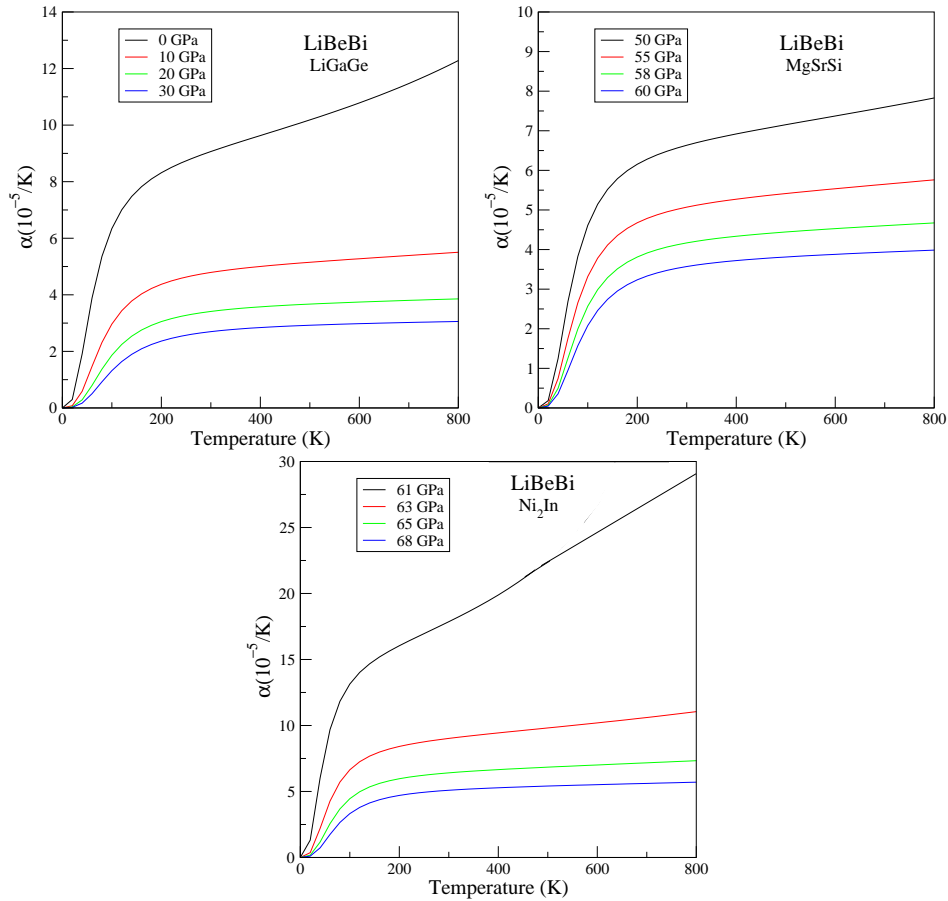 14
12
10
8
6
4
2
0
α(10⁻⁵/K)
0 GPa
10 GPa
20 GPa
30 GPa
LiBeBi
LiGaGe
0 200 400 600 800
Temperature (K)
10
9
8
7
6
5
4
3
2
1
0
α(10⁻⁵/K)
50 GPa
55 GPa
58 GPa
60 GPa
LiBeBi
MgSrSi
0 200 400 600 800
Temperature (K)
30
25
20
15
10
5
0
α(10⁻⁵/K)
61 GPa
63 GPa
65 GPa
68 GPa
LiBeBi
Ni₂In
0 200 400 600 800
Temperature (K)